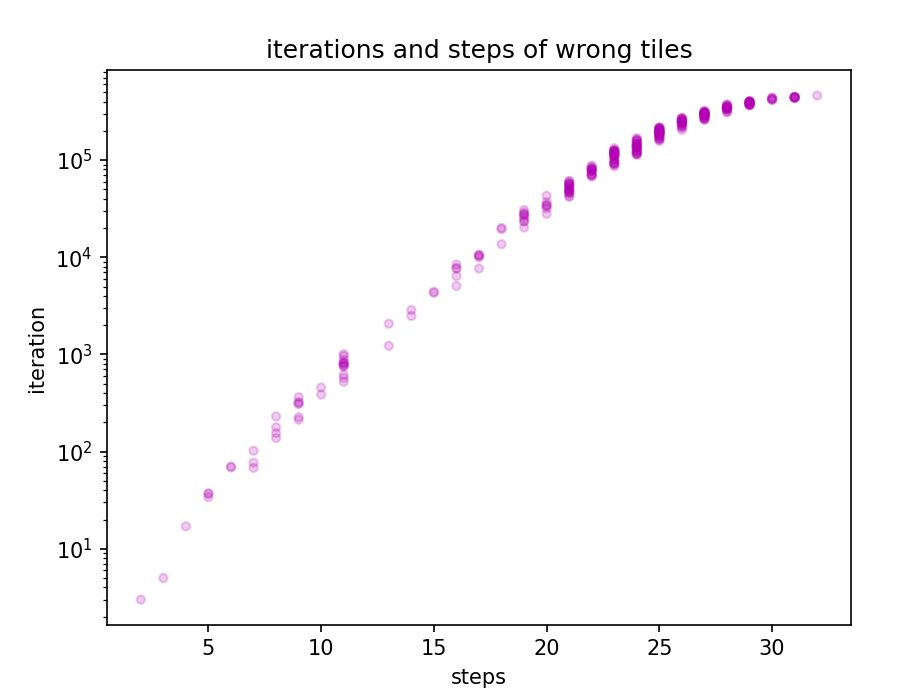 iterations and steps of wrong tiles
iteration
10⁵
10⁴
10³
10²
10¹
5 10 15 20 25 30
steps